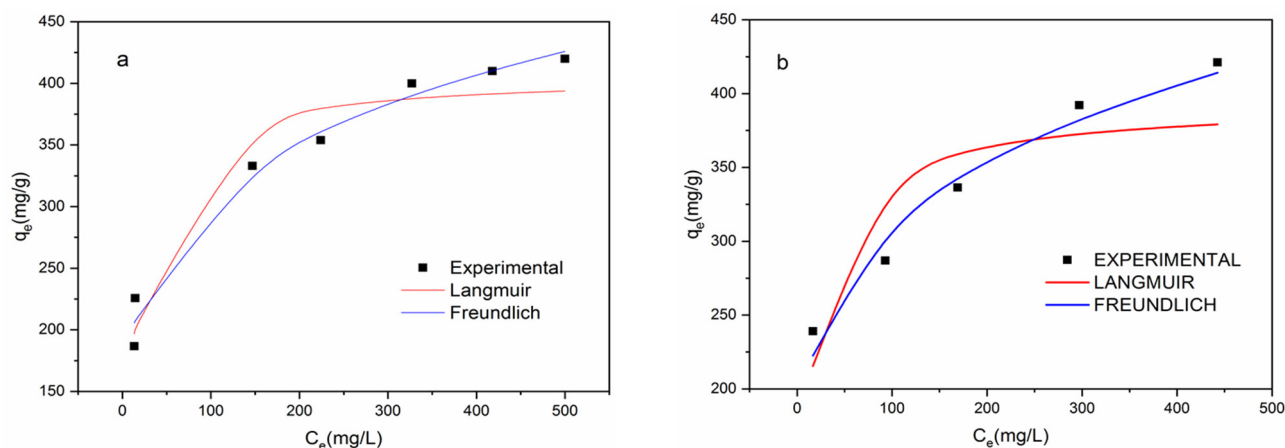 a
450
400
350
300
250
200
150
qe(mg/g)
Experimental
Langmuir
Freundlich
0 100 200 300 400 500
Ce(mg/L)
b
450
400
350
300
250
200
qe(mg/g)
EXPERIMENTAL
LANGMUIR
FREUNDLICH
0 100 200 300 400 500
Ce(mg/L)